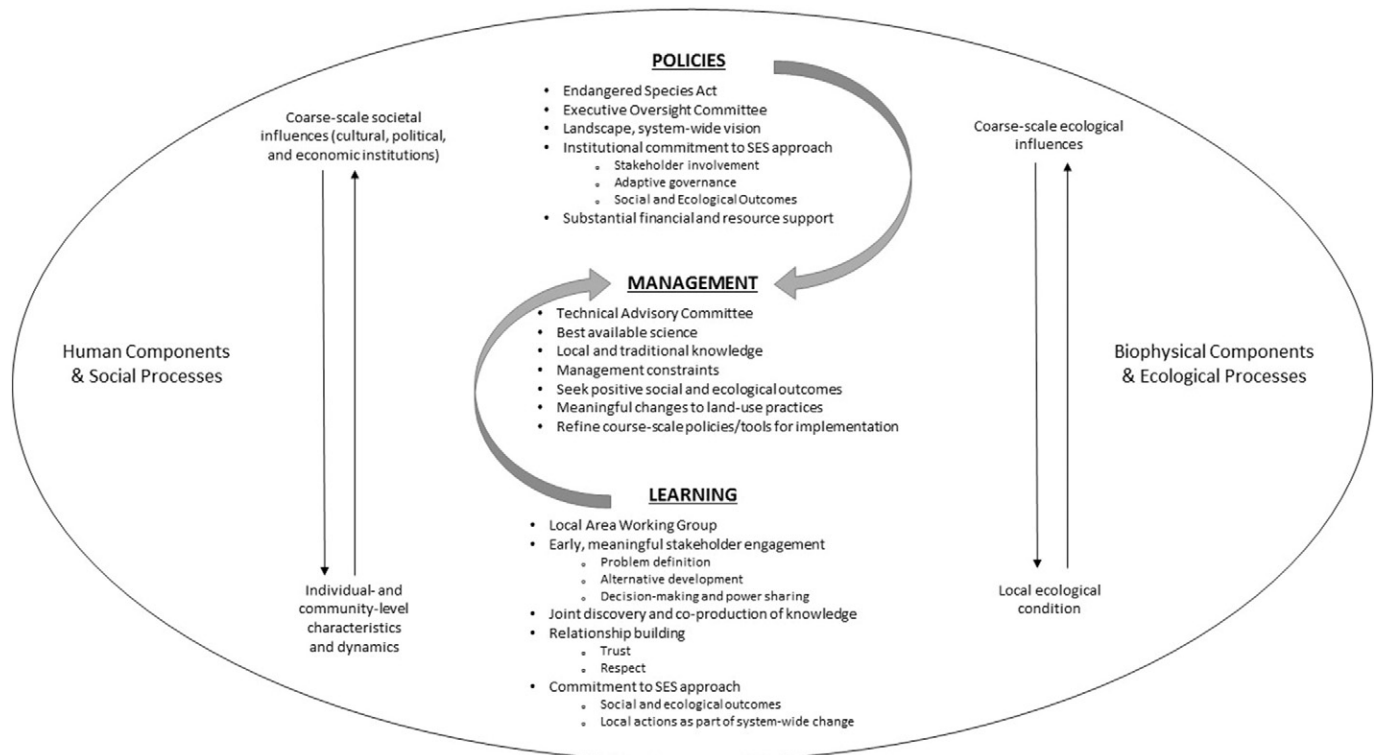 POLICIES
• Endangered Species Act
• Executive Oversight Committee
• Landscape, system-wide vision
• Institutional commitment to SES approach
o Stakeholder involvement
o Adaptive governance
o Social and Ecological Outcomes
• Substantial financial and resource support
Coarse-scale societal
influences (cultural, political,
and economic institutions)
Coarse-scale ecological
influences
MANAGEMENT
• Technical Advisory Committee
• Best available science
• Local and traditional knowledge
• Management constraints
• Seek positive social and ecological outcomes
• Meaningful changes to land-use practices
• Refine course-scale policies/tools for implementation
Human Components
& Social Processes
Biophysical Components
& Ecological Processes
LEARNING
• Local Area Working Group
• Early, meaningful stakeholder engagement
o Problem definition
o Alternative development
o Decision-making and power sharing
• Joint discovery and co-production of knowledge
• Relationship building
o Trust
o Respect
• Commitment to SES approach
o Social and ecological outcomes
o Local actions as part of system-wide change
Individual- and
community-level
characteristics
and dynamics
Local ecological
condition